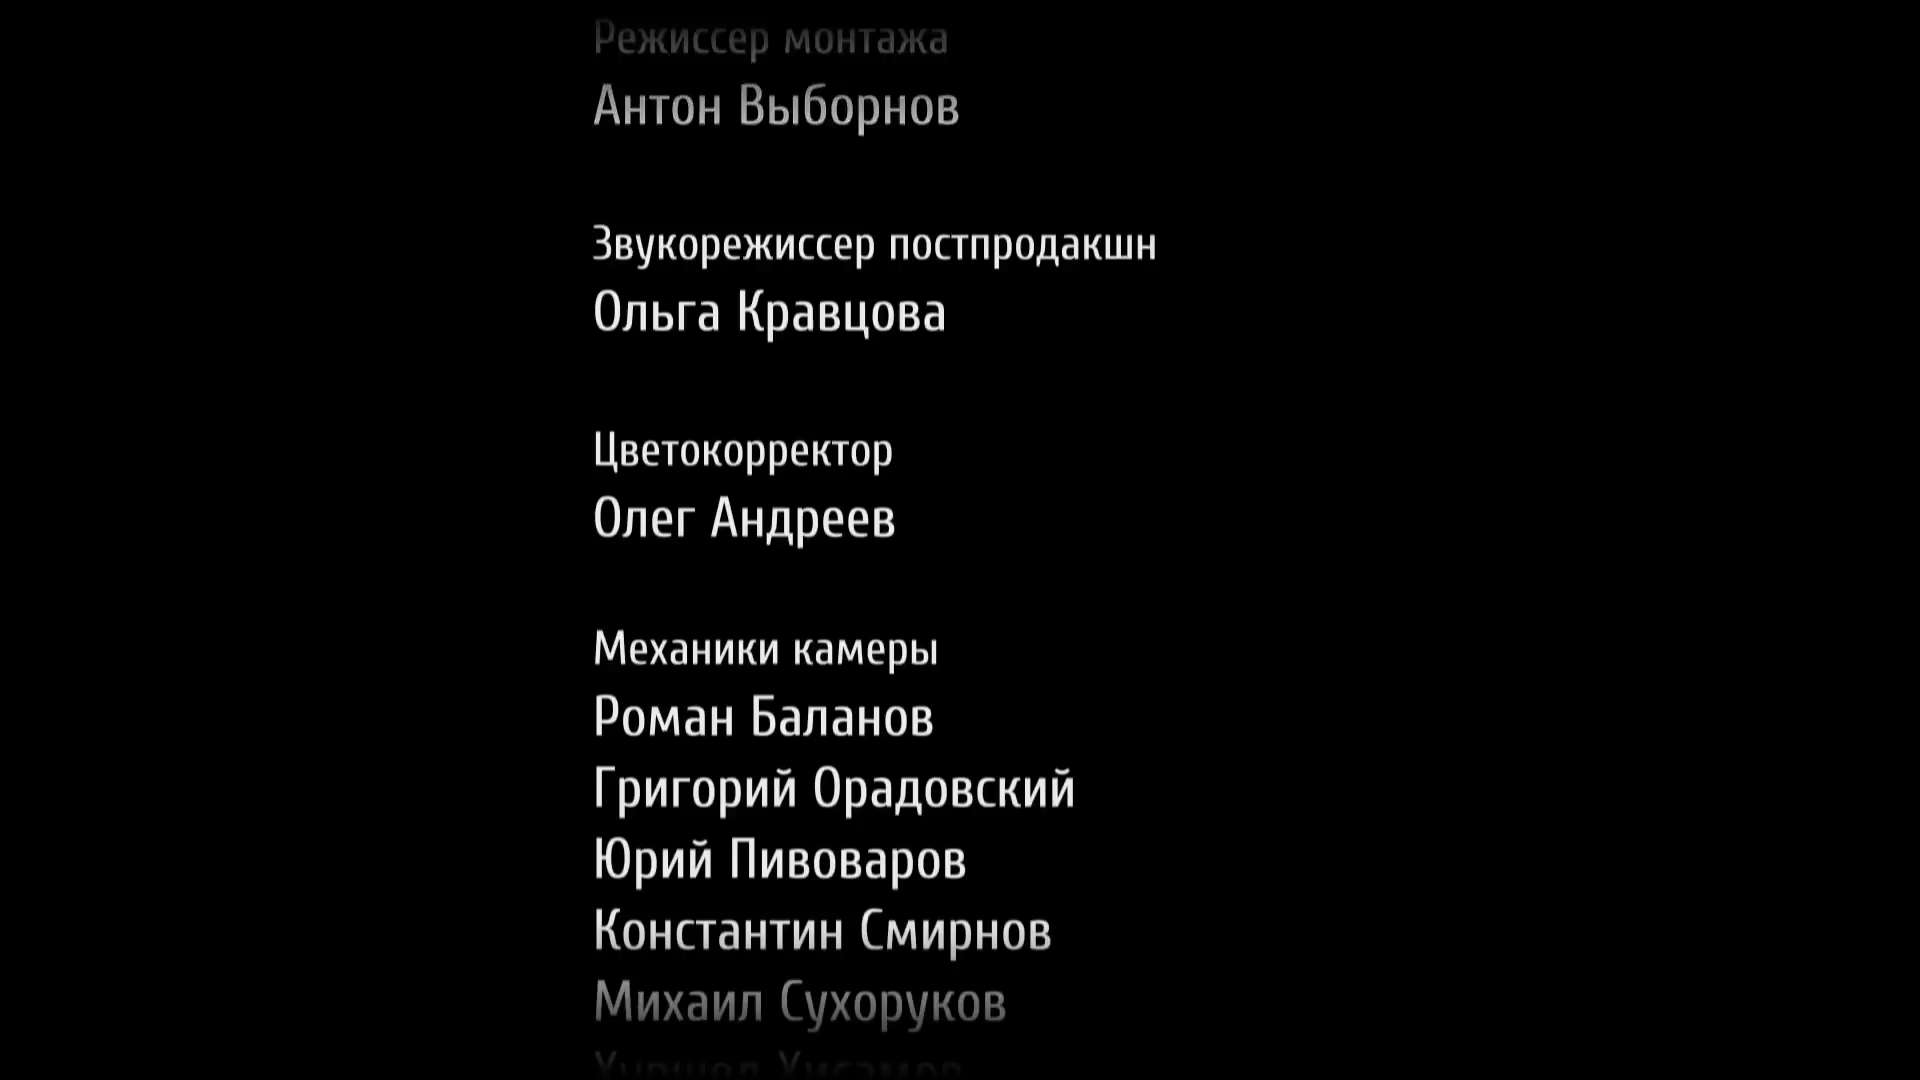 Режиссер монтажа
Антон Выборнов
Звукорежиссер постпродакшн
Ольга Кравцова
Цветокорректор
Олег Андреев
Механики камеры
Роман Баланов
Григорий Орадовский
Юрий Пивоваров
Константин Смирнов
Михаил Сухоруков